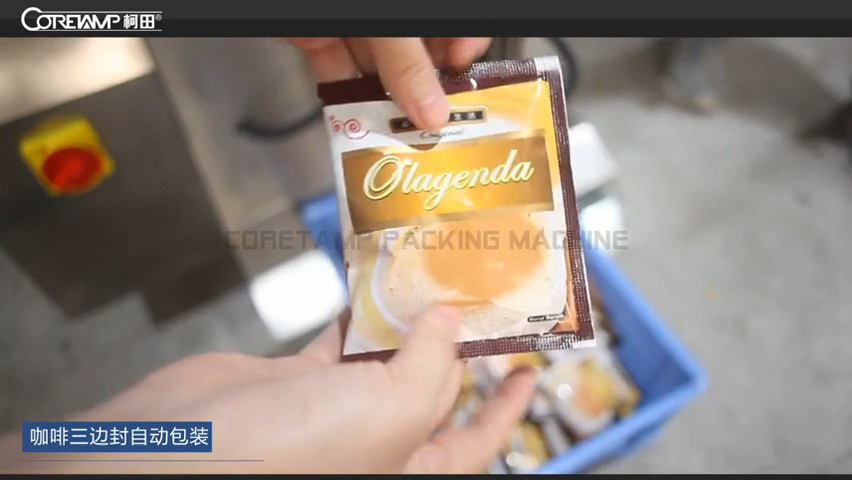 CORETAMP 柯田®
Original
Olagenda
CORETAMP PACKING MACHINE
咖啡三边封自动包装